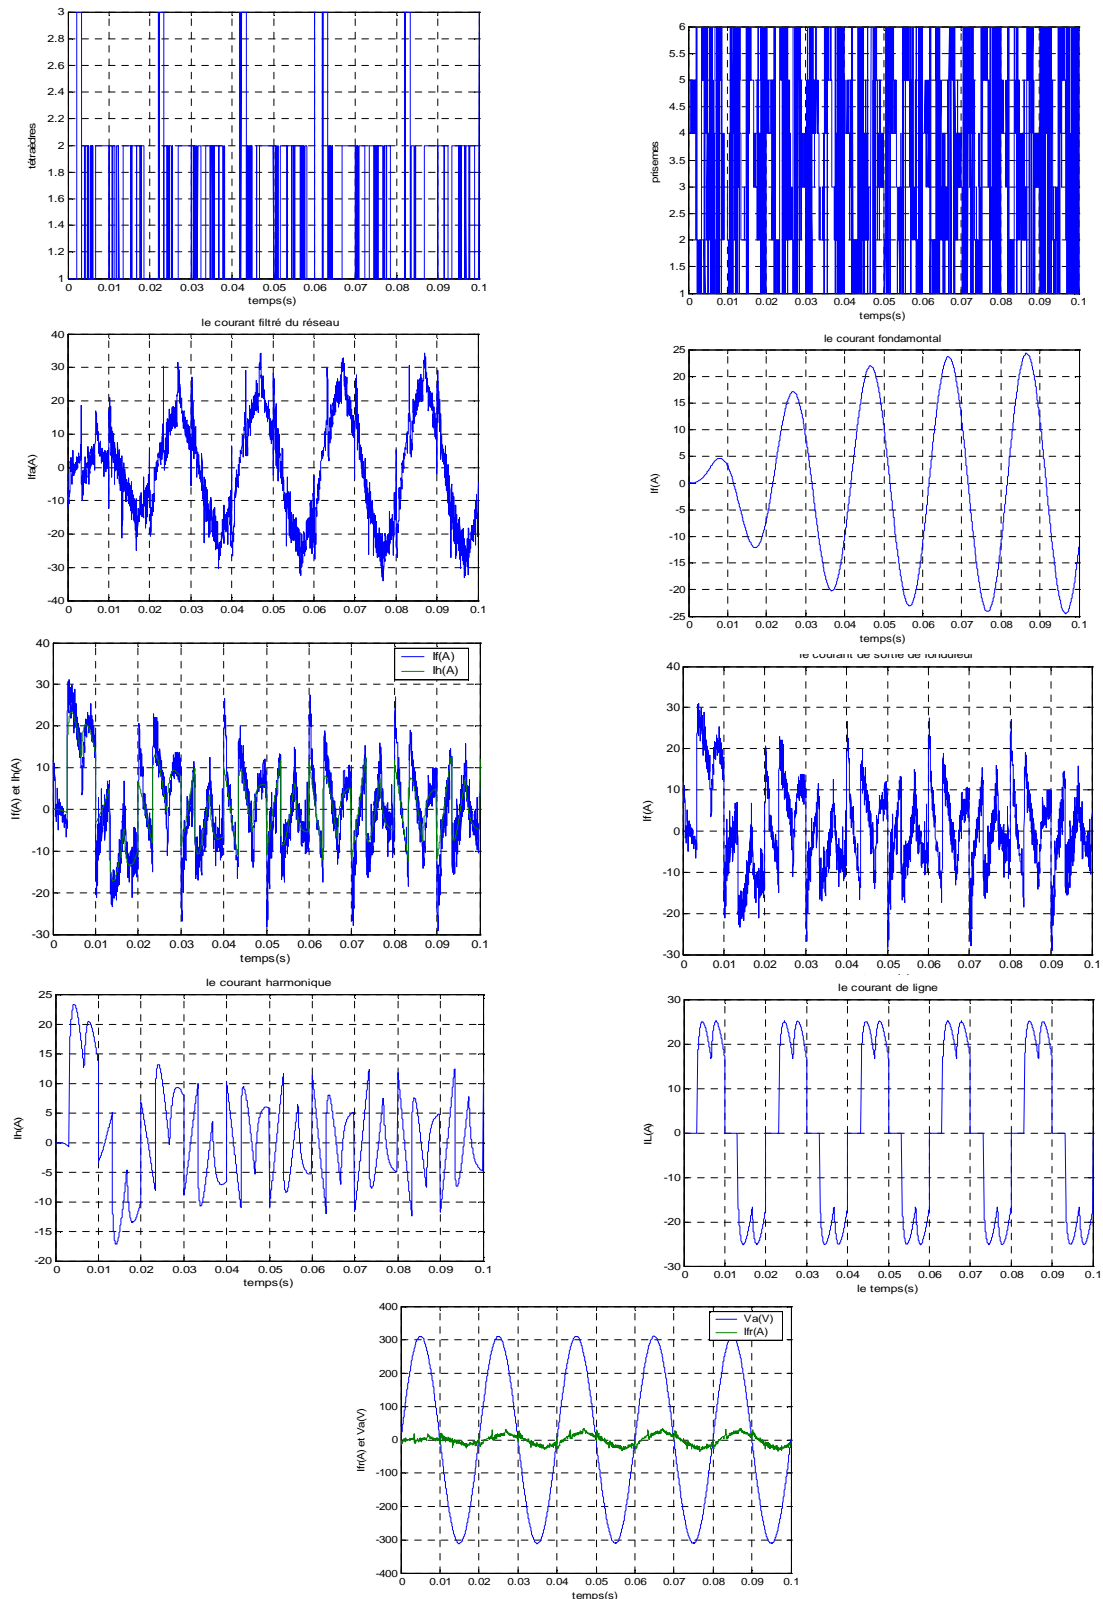 3
2.8
2.6
2.4
2.2
2
1.8
1.6
1.4
1.2
1
tétraèdres
0 0.01 0.02 0.03 0.04 0.05 0.06 0.07 0.08 0.09 0.1
temps(s)
6
5.5
5
4.5
4
3.5
3
2.5
2
1.5
1
prisemes
0 0.01 0.02 0.03 0.04 0.05 0.06 0.07 0.08 0.09 0.1
temps(s)
le courant filtré du réseau
40
30
20
10
0
-10
-20
-30
40
Ifa(A)
0 0.01 0.02 0.03 0.04 0.05 0.06 0.07 0.08 0.09 0.1
le courant fondamontal
25
20
15
10
5
0
-5
-10
-15
-20
-25
If(A)
0 0.01 0.02 0.03 0.04 0.05 0.06 0.07 0.08 0.09 0.1
temps(s)
40
30
20
10
0
-10
-20
-30
If(A) et Ih(A)
If(A)
Ih(A)
0 0.01 0.02 0.03 0.04 0.05 0.06 0.07 0.08 0.09 0.1
temps(s)
le courant de sortie de l'onduleur
40
30
20
10
0
-10
-20
-30
If(A)
0 0.01 0.02 0.03 0.04 0.05 0.06 0.07 0.08 0.09 0.1
le courant harmonique
25
20
15
10
5
0
-5
-10
-15
-20
Ih(A)
0 0.01 0.02 0.03 0.04 0.05 0.06 0.07 0.08 0.09 0.1
temps(s)
le courant de ligne
30
20
10
0
-10
-20
-30
IL(A)
0 0.01 0.02 0.03 0.04 0.05 0.06 0.07 0.08 0.09 0.1
le temps(s)
400
300
200
100
0
-100
-200
-300
-400
Ifr(A) et Va(V)
Va(V)
Ifr(A)
0 0.01 0.02 0.03 0.04 0.05 0.06 0.07 0.08 0.09 0.1
temps(s)